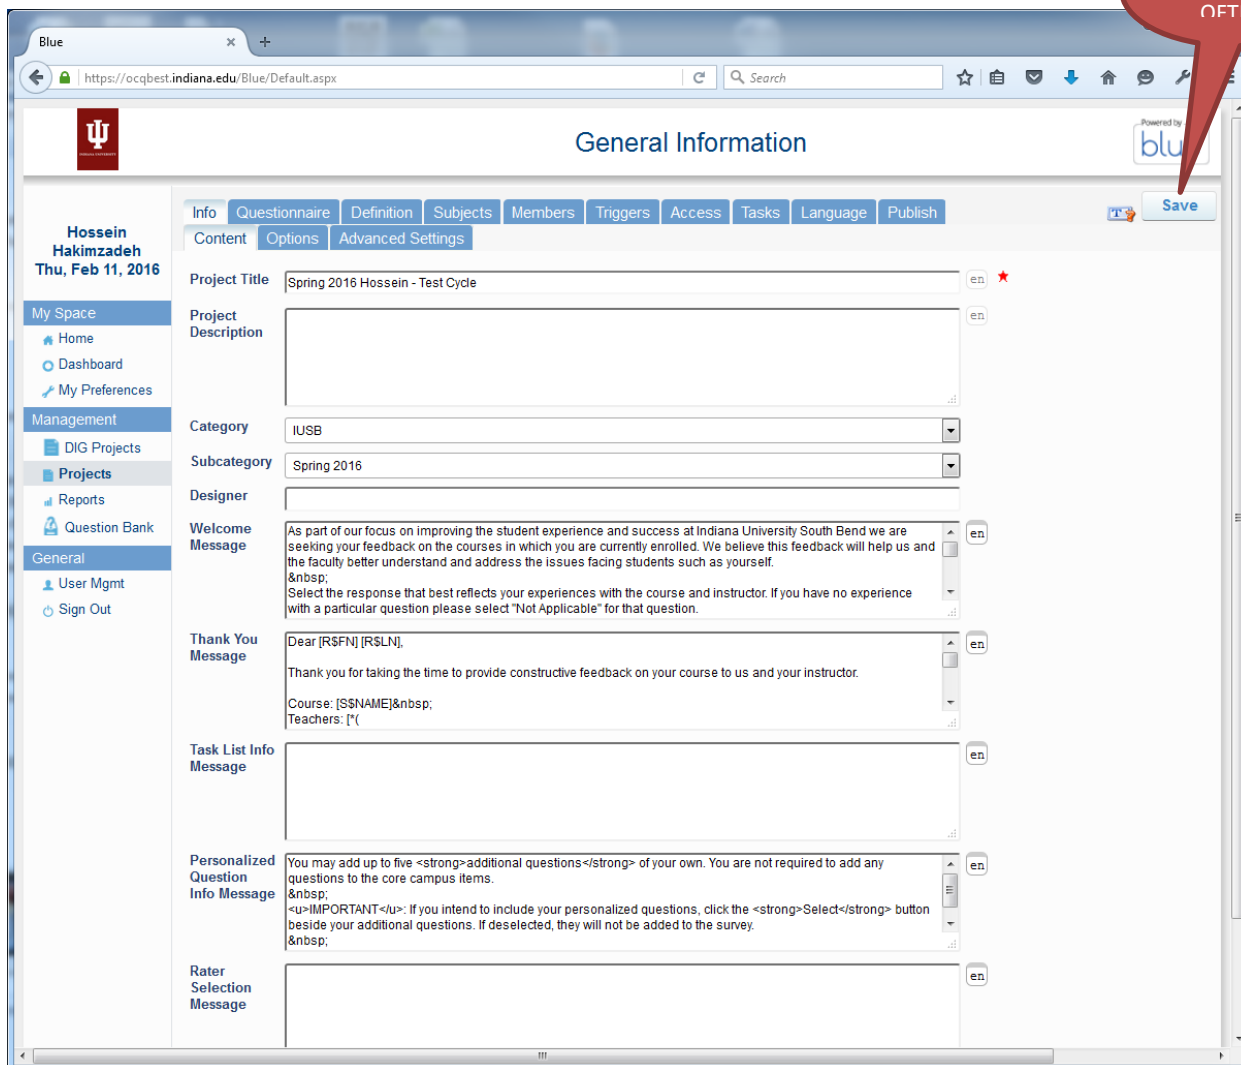 OFT
Blue
https://ocqbest.indiana.edu/Blue/Default.aspx
Search
INDIANA UNIVERSITY
General Information
Powered by
blue
Hossein
Hakimzadeh
Thu, Feb 11, 2016
My Space
Home
Dashboard
My Preferences
Management
DIG Projects
Projects
Reports
Question Bank
General
User Mgmt
Sign Out
Info Questionnaire Definition Subjects Members Triggers Access Tasks Language Publish
Save
Content Options Advanced Settings
Project Title
Spring 2016 Hossein - Test Cycle
en
Project
Description
en
Category
IUSB
Subcategory
Spring 2016
Designer
Welcome
Message
As part of our focus on improving the student experience and success at Indiana University South Bend we are
seeking your feedback on the courses in which you are currently enrolled. We believe this feedback will help us and
the faculty better understand and address the issues facing students such as yourself.
&nbsp;
Select the response that best reflects your experiences with the course and instructor. If you have no experience
with a particular question please select "Not Applicable" for that question.
en
Thank You
Message
Dear [R$FN] [R$LN],
Thank you for taking the time to provide constructive feedback on your course to us and your instructor.
Course: [S$NAME]&nbsp;
Teachers: [*(
en
Task List Info
Message
en
Personalized
Question
Info Message
You may add up to five <strong>additional questions</strong> of your own. You are not required to add any
questions to the core campus items.
&nbsp;
<u>IMPORTANT</u>: If you intend to include your personalized questions, click the <strong>Select</strong> button
beside your additional questions. If deselected, they will not be added to the survey.
&nbsp;
en
Rater
Selection
Message
en